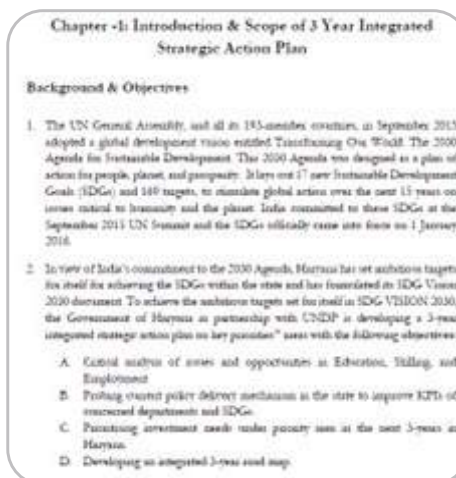 Chapter -1: Introduction & Scope of 3 Year Integrated
Strategic Action Plan
Background & Objectives
1. The UN General Assembly, and all its 193-member countries, in September 2015
adopted a global development vision entitled Transforming Our World: The 2030
Agenda for Sustainable Development. This 2030 Agenda was designed as a plan of
action for people, planet, and prosperity. It lays out 17 new Sustainable Development
Goals (SDGs) and 169 targets, to stimulate global action over the next 15 years on
issues critical to humanity and the planet. India committed to these SDGs at the
September 2015 UN Summit and the SDGs officially came into force on 1 January
2016.
2. In view of India's commitment to the 2030 Agenda, Haryana has set ambitious targets
for itself for achieving the SDGs within the state and has formulated its SDG Vision
2030 document. To achieve the ambitious targets set for itself in SDG VISION 2030,
the Government of Haryana in partnership with UNDP is developing a 3-year
integrated strategic action plan on key priorities" areas with the following objectives:
A. Critical analysis of issues and opportunities in Education, Skilling, and
Employment
B. Probing current policy delivery mechanism in the state to improve KPIs of
concerned departments and SDGs.
C. Prioritising investment needs under priority area in the next 3-years in
Haryana.
D. Developing an integrated 3-year road map.